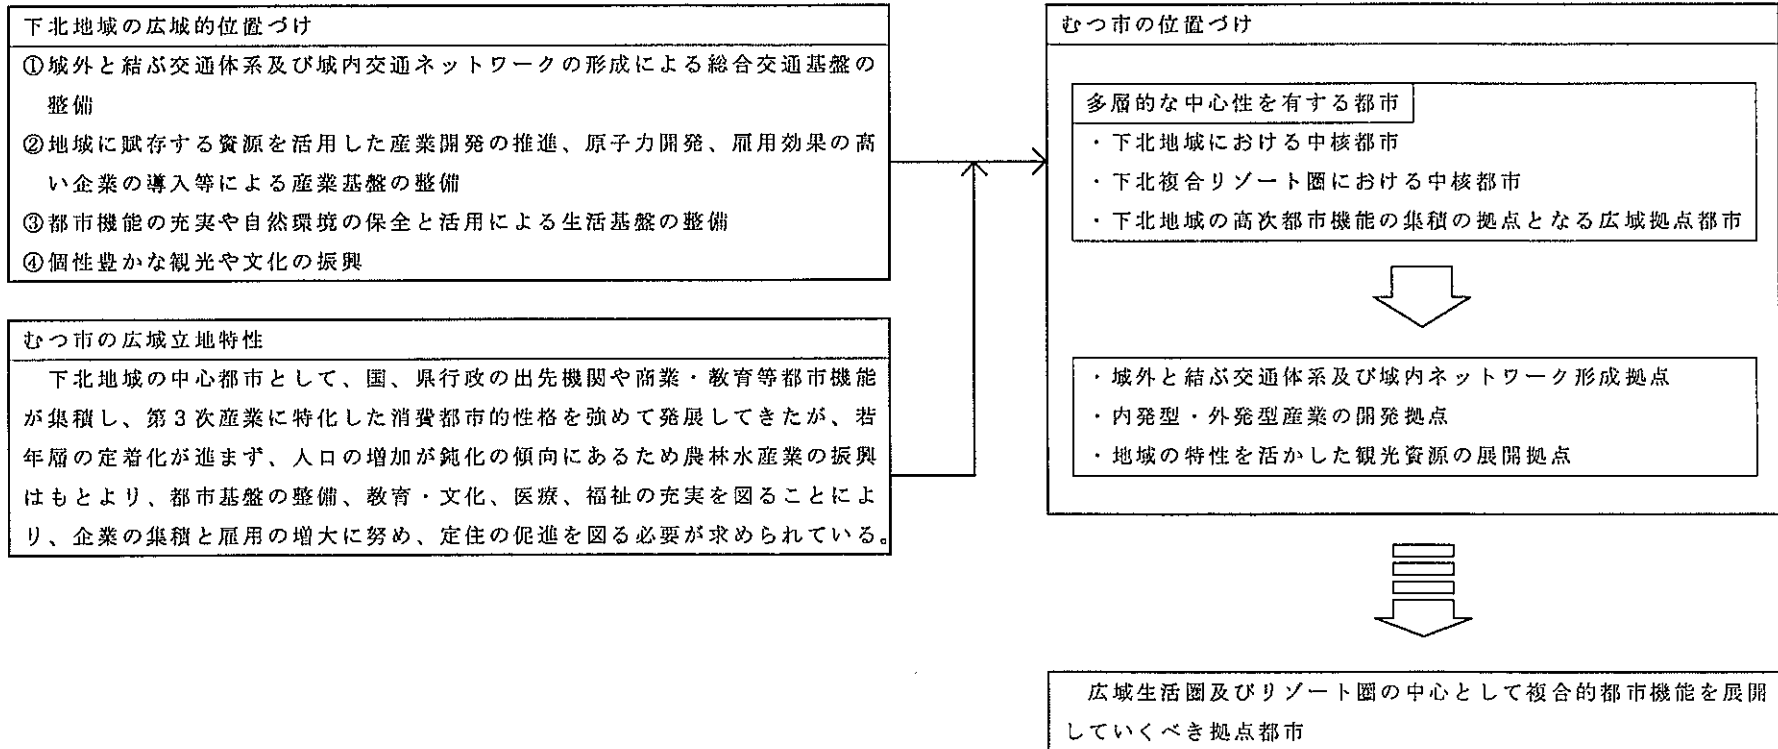 下北地域の広域的位置づけ
①域外と結ぶ交通体系及び域内交通ネットワークの形成による総合交通基盤の
整備
②地域に賦存する資源を活用した産業開発の推進、原子力開発、雇用効果の高
い企業の導入等による産業基盤の整備
③都市機能の充実や自然環境の保全と活用による生活基盤の整備
④個性豊かな観光や文化の振興
むつ市の広域立地特性
下北地域の中心都市として、国、県行政の出先機関や商業・教育等都市機能
が集積し、第3次産業に特化した消費都市的性格を強めて発展してきたが、若
年層の定着化が進まず、人口の増加が鈍化の傾向にあるため農林水産業の振興
はもとより、都市基盤の整備、教育・文化、医療、福祉の充実を図ることによ
り、企業の集積と雇用の増大に努め、定住の促進を図る必要が求められている。
むつ市の位置づけ
多層的な中心性を有する都市
・下北地域における中核都市
・下北複合リゾート圏における中核都市
・下北地域の高次都市機能の集積の拠点となる広域拠点都市
・域外と結ぶ交通体系及び域内ネットワーク形成拠点
・内発型・外発型産業の開発拠点
・地域の特性を活かした観光資源の展開拠点
広域生活圏及びリゾート圏の中心として複合的都市機能を展開
していくべき拠点都市